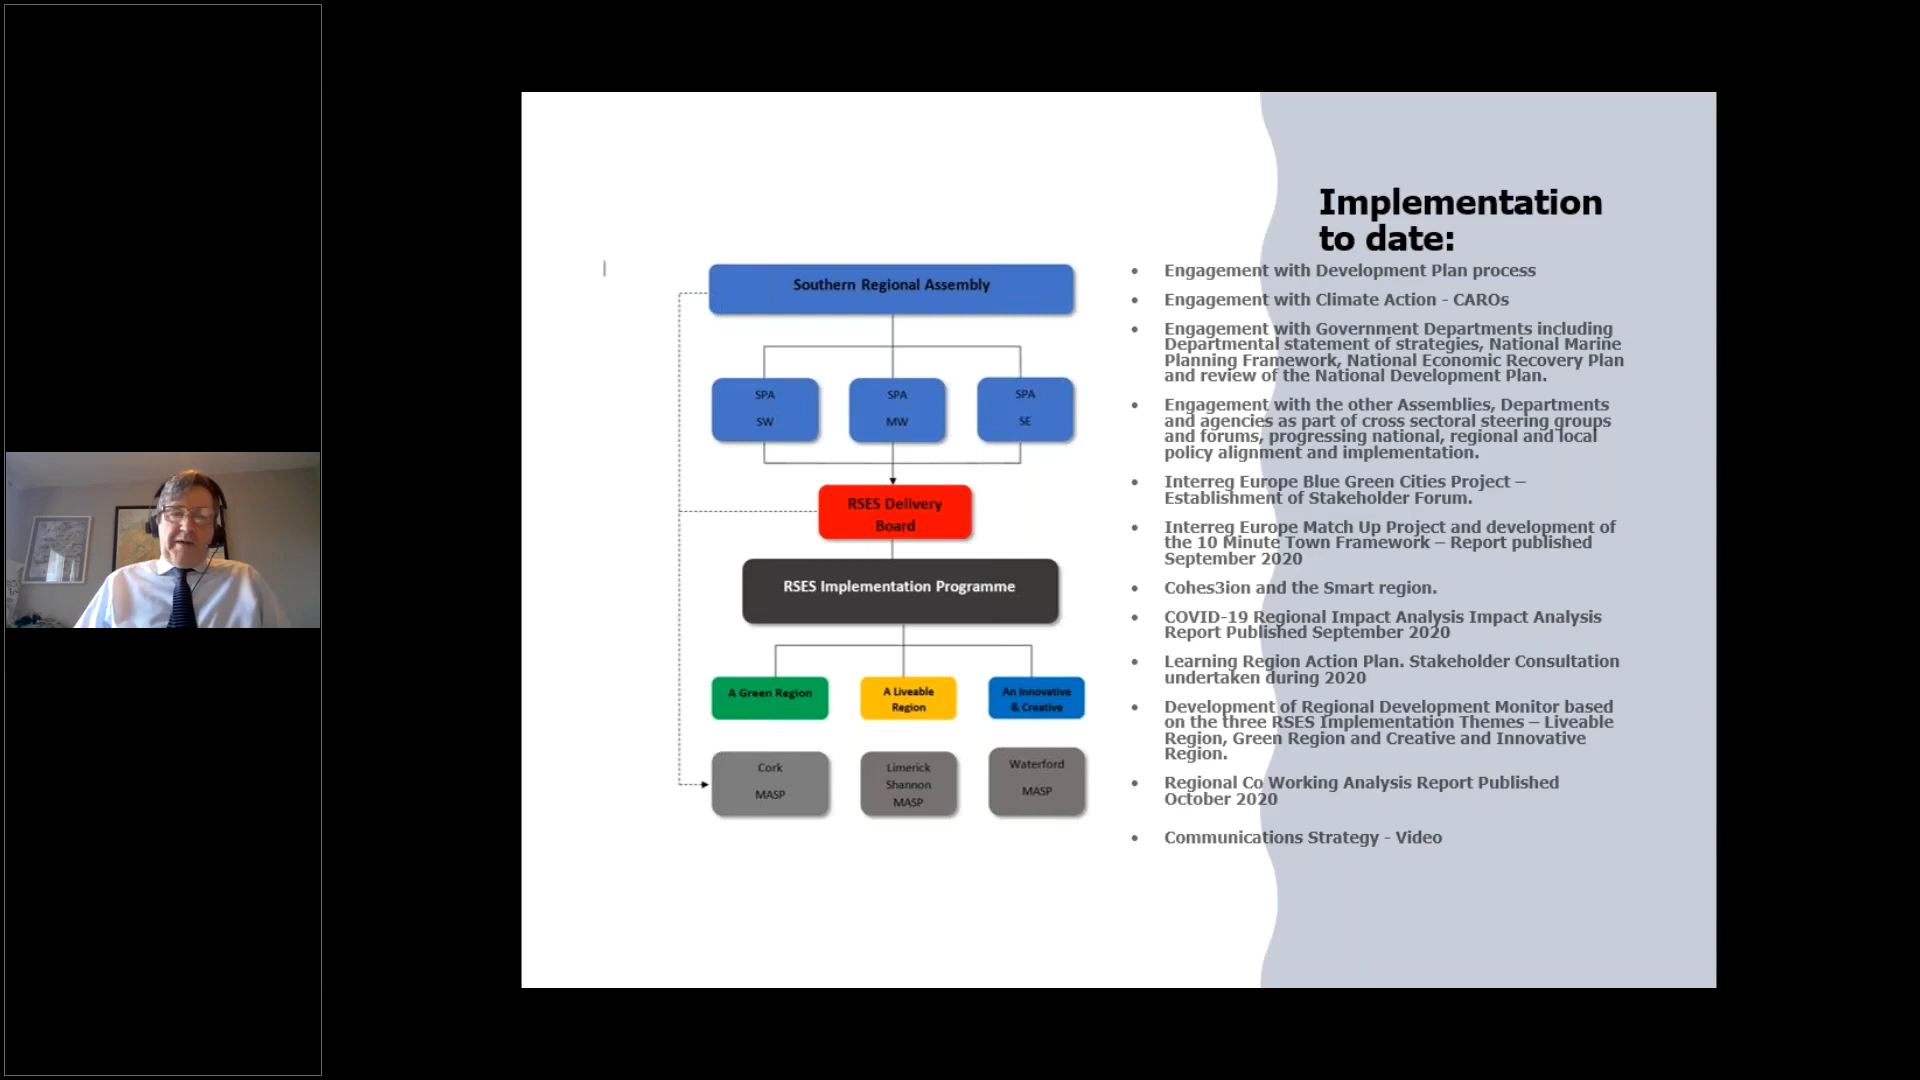 Implementation
to date:
Southern Regional Assembly
SPA
SW
SPA
MW
SPA
SE
RSES Delivery
Board
RSES Implementation Programme
A Green Region
A Liveable
Region
An Innovative
& Creative
Cork
MASP
Limerick
Shannon
MASP
Waterford
MASP
• Engagement with Development Plan process
• Engagement with Climate Action - CAROs
• Engagement with Government Departments including
Departmental statement of strategies, National Marine
Planning Framework, National Economic Recovery Plan
and review of the National Development Plan.
• Engagement with the other Assemblies, Departments
and agencies as part of cross sectoral steering groups
and forums, progressing national, regional and local
policy alignment and implementation.
• Interreg Europe Blue Green Cities Project –
Establishment of Stakeholder Forum.
• Interreg Europe Match Up Project and development of
the 10 Minute Town Framework – Report published
September 2020
• Cohes3ion and the Smart region.
• COVID-19 Regional Impact Analysis Impact Analysis
Report Published September 2020
• Learning Region Action Plan. Stakeholder Consultation
undertaken during 2020
• Development of Regional Development Monitor based
on the three RSES Implementation Themes – Liveable
Region, Green Region and Creative and Innovative
Region.
• Regional Co Working Analysis Report Published
October 2020
• Communications Strategy - Video